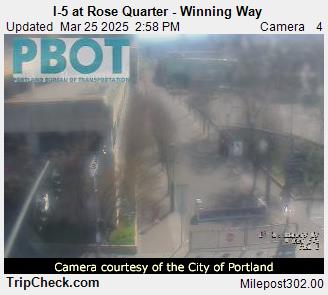 I-5 at Rose Quarter - Winning Way
Updated Mar 25 2025 2:58 PM Camera 4
PBOT
PORTLAND BUREAU OF TRANSPORTATION
Camera courtesy of the City of Portland
TripCheck.com Milepost302.00